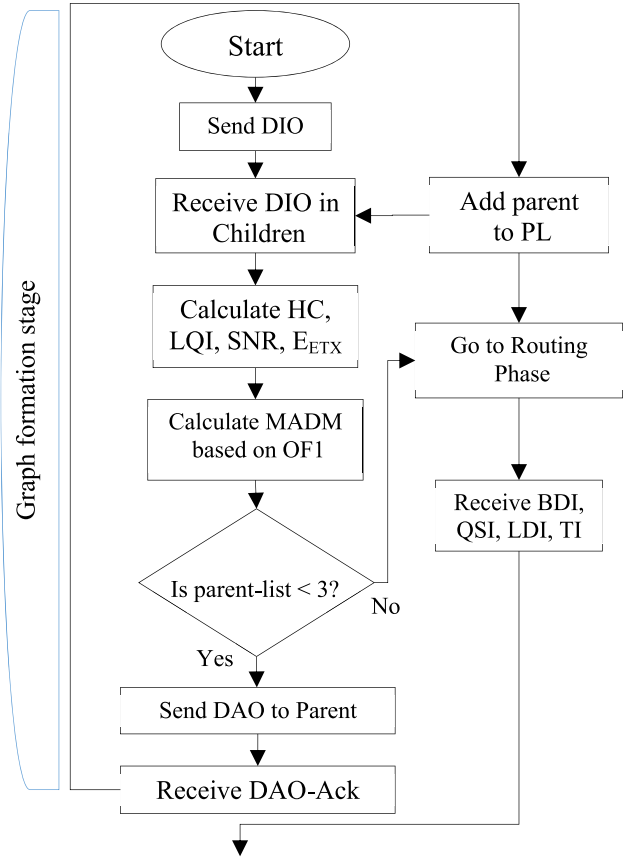 Graph formation stage
Start
Send DIO
Receive DIO in
Children
Add parent
to PL
Calculate HC,
LQI, SNR, EETX
Go to Routing
Phase
Calculate MADM
based on OF1
Receive BDI,
QSI, LDI, TI
Is parent-list < 3?
No
Yes
Send DAO to Parent
Receive DAO-Ack